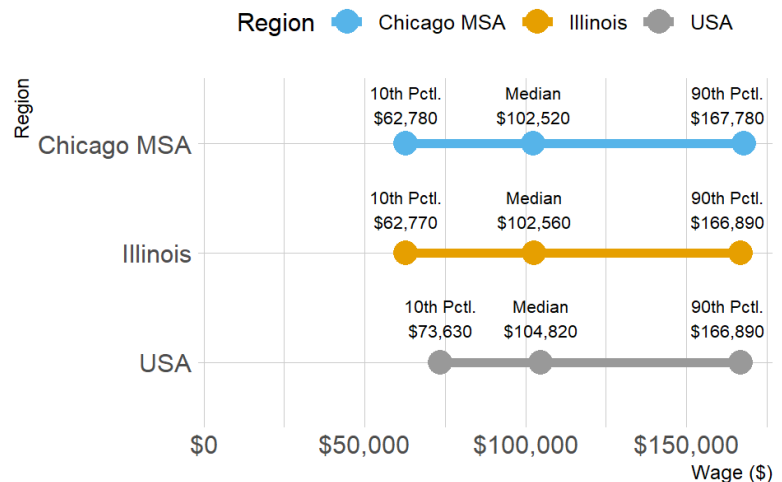 Region Chicago MSA Illinois USA
Region
10th Pctl. Median 90th Pctl.
$62,780 $102,520 $167,780
Chicago MSA
10th Pctl. Median 90th Pctl.
$62,770 $102,560 $166,890
Illinois
10th Pctl. Median 90th Pctl.
$73,630 $104,820 $166,890
USA
$0 $50,000 $100,000 $150,000
Wage ($)